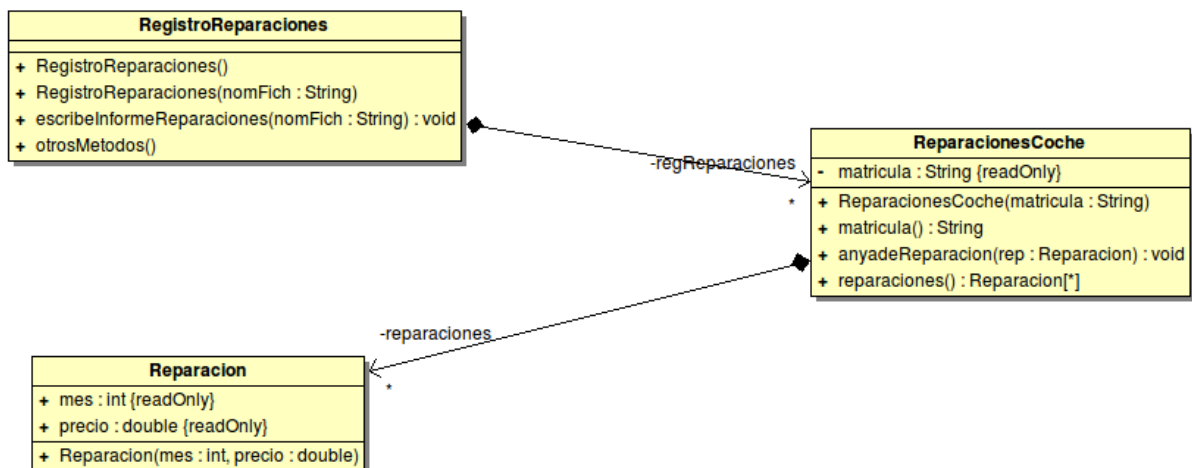 RegistroReparaciones
+ RegistroReparaciones()
+ RegistroReparaciones(nomFich : String)
+ escribeInformeReparaciones(nomFich : String) : void
+ otrosMetodos()
-regReparaciones
*
ReparacionesCoche
- matricula : String {readOnly}
+ ReparacionesCoche(matricula : String)
+ matricula() : String
+ anyadeReparacion(rep : Reparacion) : void
+ reparaciones() : Reparacion[*]
-reparaciones
*
Reparacion
+ mes : int {readOnly}
+ precio : double {readOnly}
+ Reparacion(mes : int, precio : double)